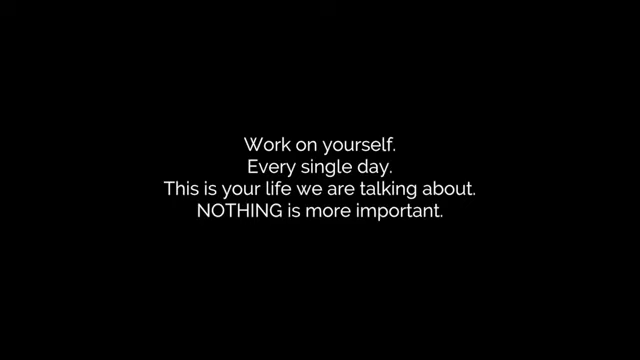 Work on yourself.
Every single day.
This is your life we are talking about.
NOTHING is more important.